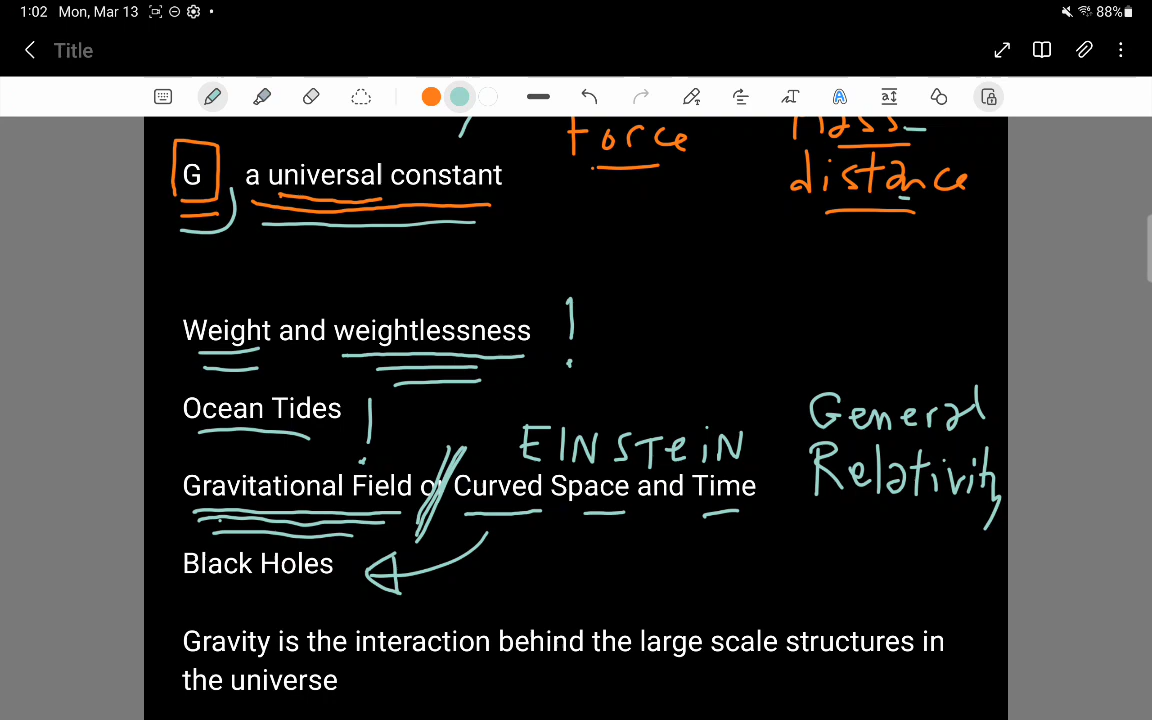 1:02 Mon, Mar 13
88%
Title
Force
Mass
distance
G a universal constant
Weight and weightlessness !
Ocean Tides !
EINSTEIN
General
Relativity
Gravitational Field or Curved Space and Time
Black Holes
Gravity is the interaction behind the large scale structures in
the universe